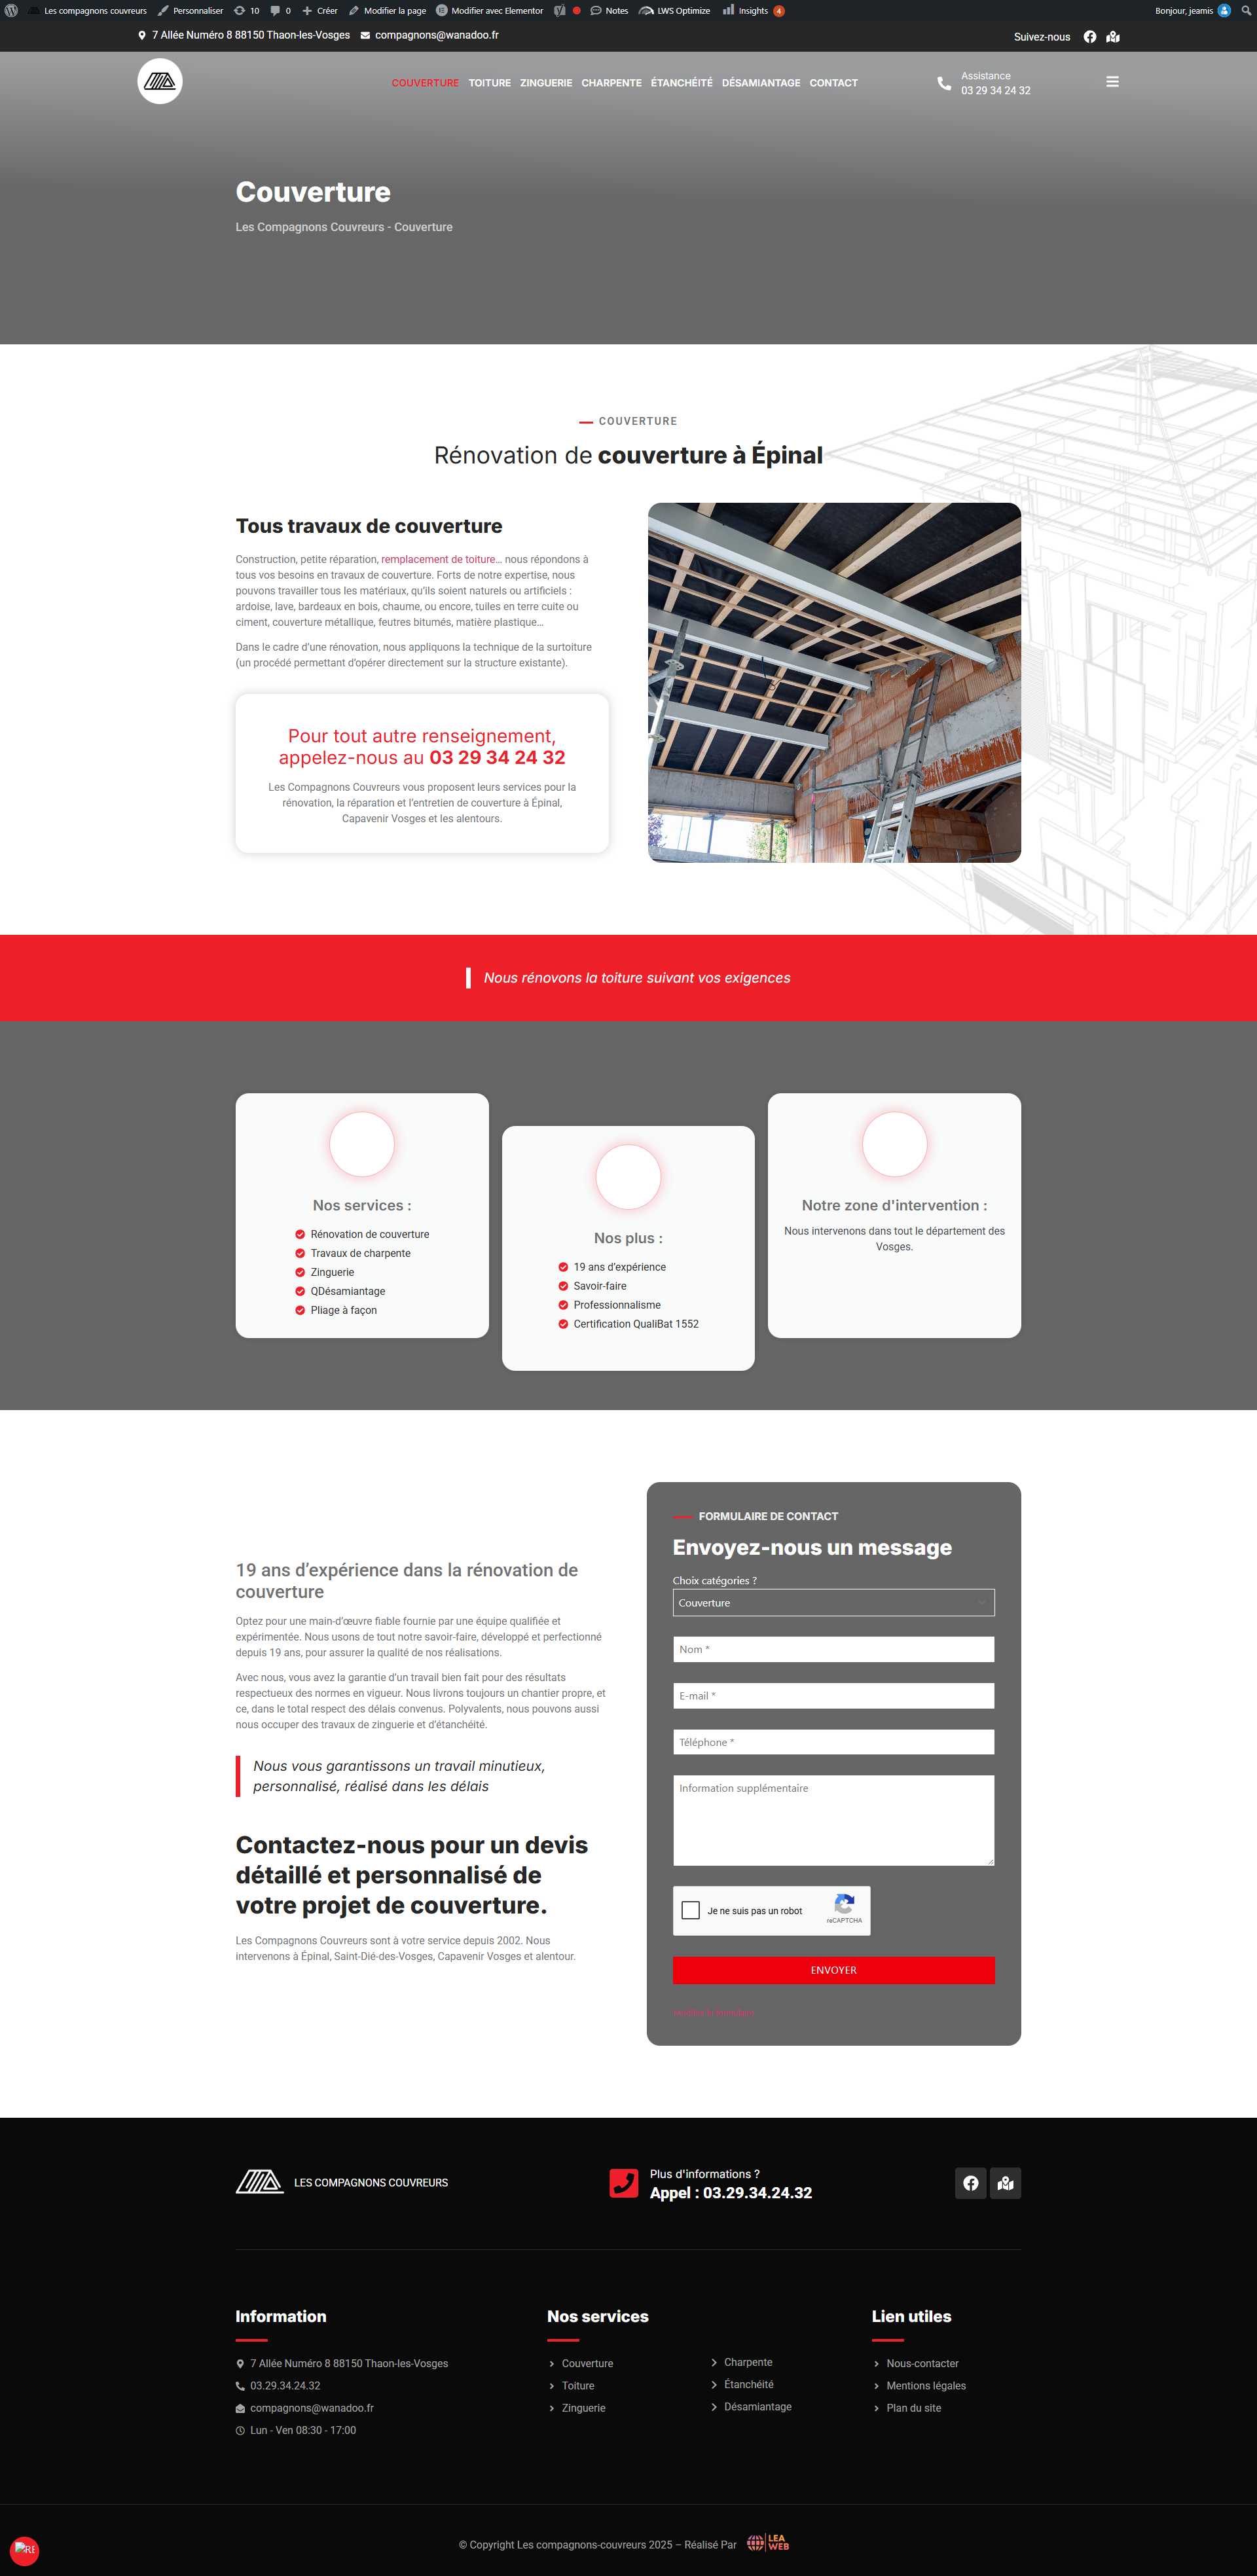 Les compagnons couvreurs Personnaliser 10 0 Créer Modifier la page Modifier avec Elementor Notes LWS Optimize Insights 4 Bonjour, jeamis
7 Allée Numéro 8 88150 Thaon-les-Vosges compagnons@wanadoo.fr Suivez-nous
COUVERTURE TOITURE ZINGUERIE CHARPENTE ÉTANCHÉITÉ DÉSAMIANTAGE CONTACT
Assistance
03 29 34 24 32
Couverture
Les Compagnons Couvreurs - Couverture
COUVERTURE
Rénovation de couverture à Épinal
Tous travaux de couverture
Construction, petite réparation, remplacement de toiture… nous répondons à
tous vos besoins en travaux de couverture. Forts de notre expertise, nous
pouvons travailler tous les matériaux, qu’ils soient naturels ou artificiels :
ardoise, lave, bardeaux en bois, chaume, ou encore, tuiles en terre cuite ou
ciment, couverture métallique, feutres bitumés, matière plastique…
Dans le cadre d’une rénovation, nous appliquons la technique de la surtoiture
(un procédé permettant d’opérer directement sur la structure existante).
Pour tout autre renseignement,
appelez-nous au 03 29 34 24 32
Les Compagnons Couvreurs vous proposent leurs services pour la
rénovation, la réparation et l’entretien de couverture à Épinal,
Capavenir Vosges et les alentours.
Nous rénovons la toiture suivant vos exigences
Nos services :
Rénovation de couverture
Travaux de charpente
Zinguerie
QDésamiantage
Pliage à façon
Nos plus :
19 ans d’expérience
Savoir-faire
Professionnalisme
Certification QualiBat 1552
Notre zone d'intervention :
Nous intervenons dans tout le département des
Vosges.
19 ans d’expérience dans la rénovation de
couverture
Optez pour une main-d’œuvre fiable fournie par une équipe qualifiée et
expérimentée. Nous usons de tout notre savoir-faire, développé et perfectionné
depuis 19 ans, pour assurer la qualité de nos réalisations.
Avec nous, vous avez la garantie d’un travail bien fait pour des résultats
respectueux des normes en vigueur. Nous livrons toujours un chantier propre, et
ce, dans le total respect des délais convenus. Polyvalents, nous pouvons aussi
nous occuper des travaux de zinguerie et d’étanchéité.
Nous vous garantissons un travail minutieux,
personnalisé, réalisé dans les délais
Contactez-nous pour un devis
détaillé et personnalisé de
votre projet de couverture.
Les Compagnons Couvreurs sont à votre service depuis 2002. Nous
intervenons à Épinal, Saint-Dié-des-Vosges, Capavenir Vosges et alentour.
FORMULAIRE DE CONTACT
Envoyez-nous un message
Choix catégories ?
Couverture
Nom *
E-mail *
Téléphone *
Information supplémentaire
Je ne suis pas un robot
reCAPTCHA
ENVOYER
LES COMPAGNONS COUVREURS
Plus d'informations ?
Appel : 03.29.34.24.32
Information
7 Allée Numéro 8 88150 Thaon-les-Vosges
03.29.34.24.32
compagnons@wanadoo.fr
Lun - Ven 08:30 - 17:00
Nos services
Couverture
Toiture
Zinguerie
Charpente
Étanchéité
Désamiantage
Lien utiles
Nous-contacter
Mentions légales
Plan du site
© Copyright Les compagnons-couvreurs 2025 – Réalisé Par LEA WEB